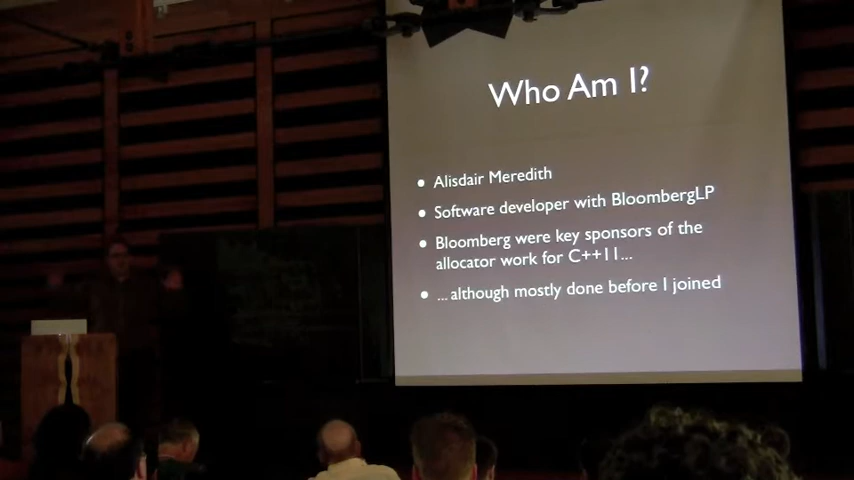 Who Am I?
• Alisdair Meredith
• Software developer with BloombergLP
• Bloomberg were key sponsors of the
allocator work for C++11...
• ...although mostly done before I joined